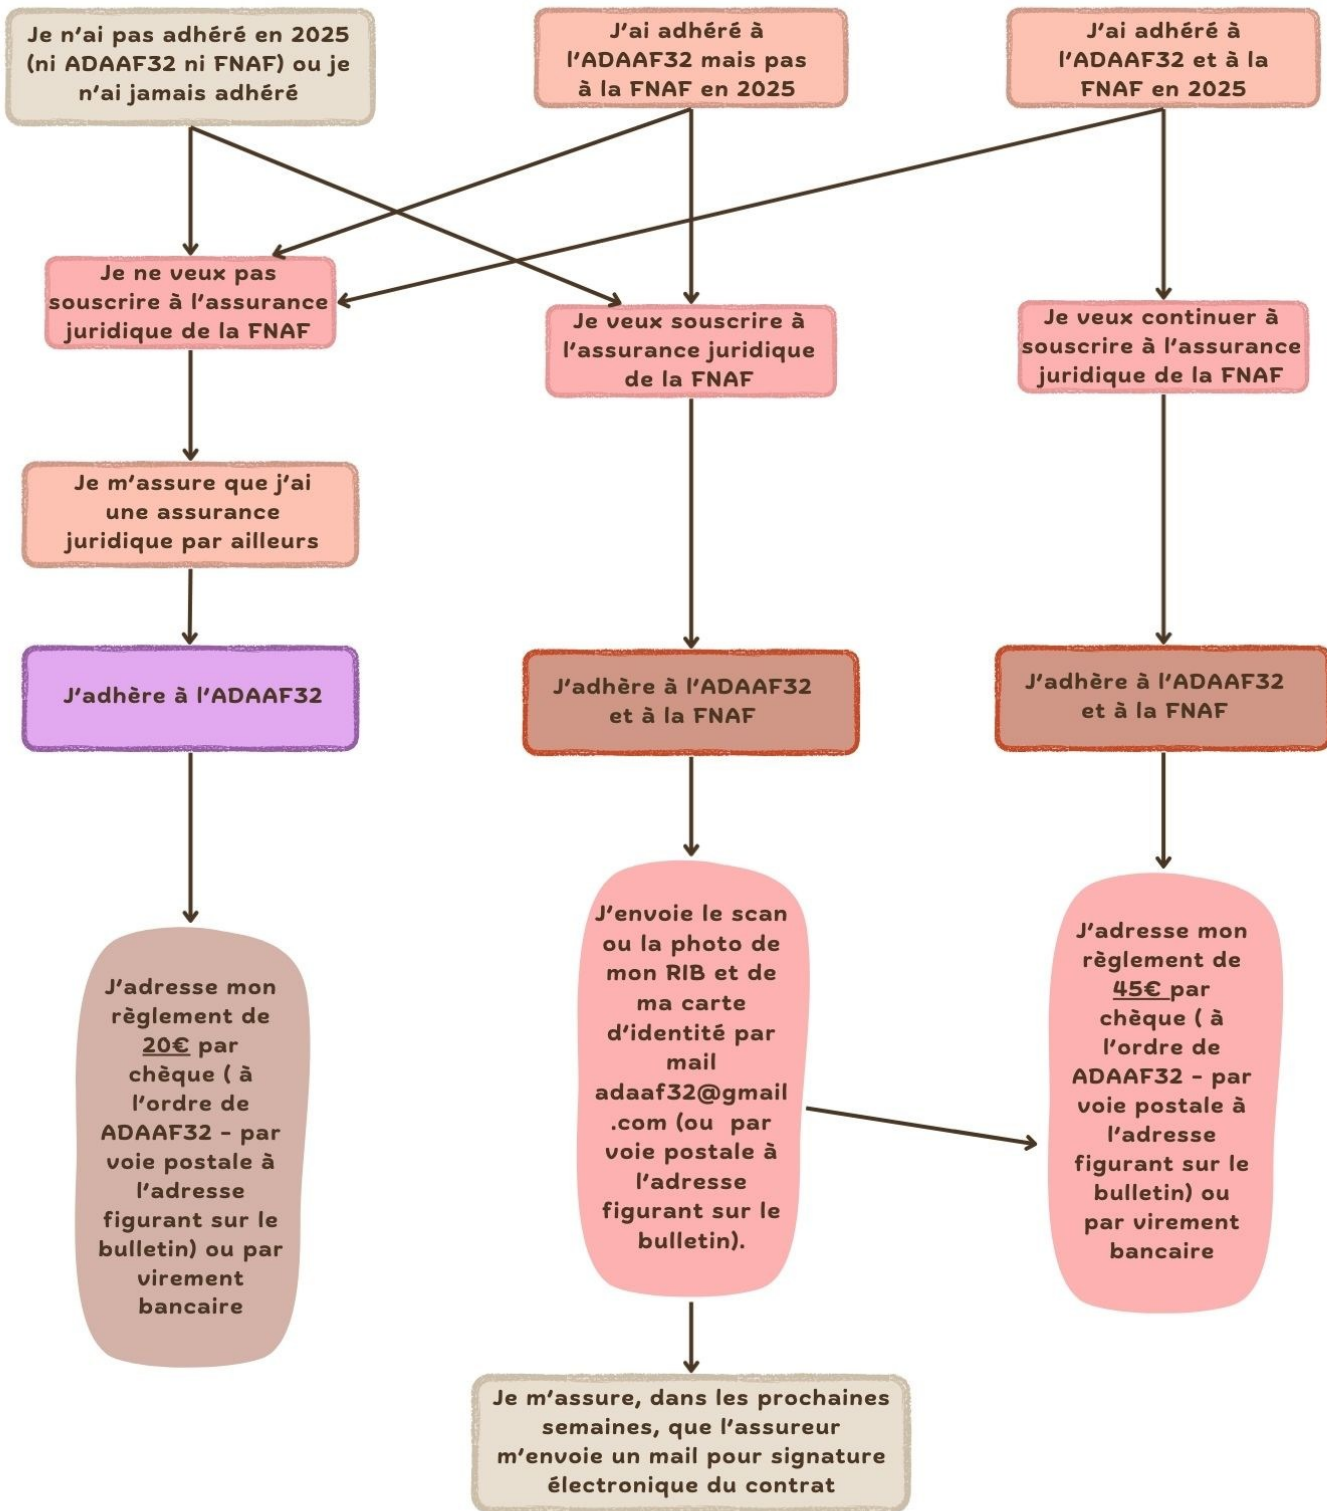 Je n'ai pas adhéré en 2025
(ni ADAAF32 ni FNAF) ou je
n'ai jamais adhéré
J'ai adhéré à
l'ADAAF32 mais pas
à la FNAF en 2025
J'ai adhéré à
l'ADAAF32 et à la
FNAF en 2025
Je ne veux pas
souscrire à l'assurance
juridique de la FNAF
Je veux souscrire à
l'assurance juridique
de la FNAF
Je veux continuer à
souscrire à l'assurance
juridique de la FNAF
Je m'assure que j'ai
une assurance
juridique par ailleurs
J'adhère à l'ADAAF32
J'adhère à l'ADAAF32
et à la FNAF
J'adhère à l'ADAAF32
et à la FNAF
J'adresse mon
règlement de
20€ par
chèque ( à
l'ordre de
ADAAF32 - par
voie postale à
l'adresse
figurant sur le
bulletin) ou par
virement
bancaire
J'envoie le scan
ou la photo de
mon RIB et de
ma carte
d'identité par
mail
adaaf32@gmail
.com (ou  par
voie postale à
l'adresse
figurant sur le
bulletin).
J'adresse mon
règlement de
45€ par
chèque ( à
l'ordre de
ADAAF32 - par
voie postale à
l'adresse
figurant sur le
bulletin) ou
par virement
bancaire
Je m'assure, dans les prochaines
semaines, que l'assureur
m'envoie un mail pour signature
électronique du contrat